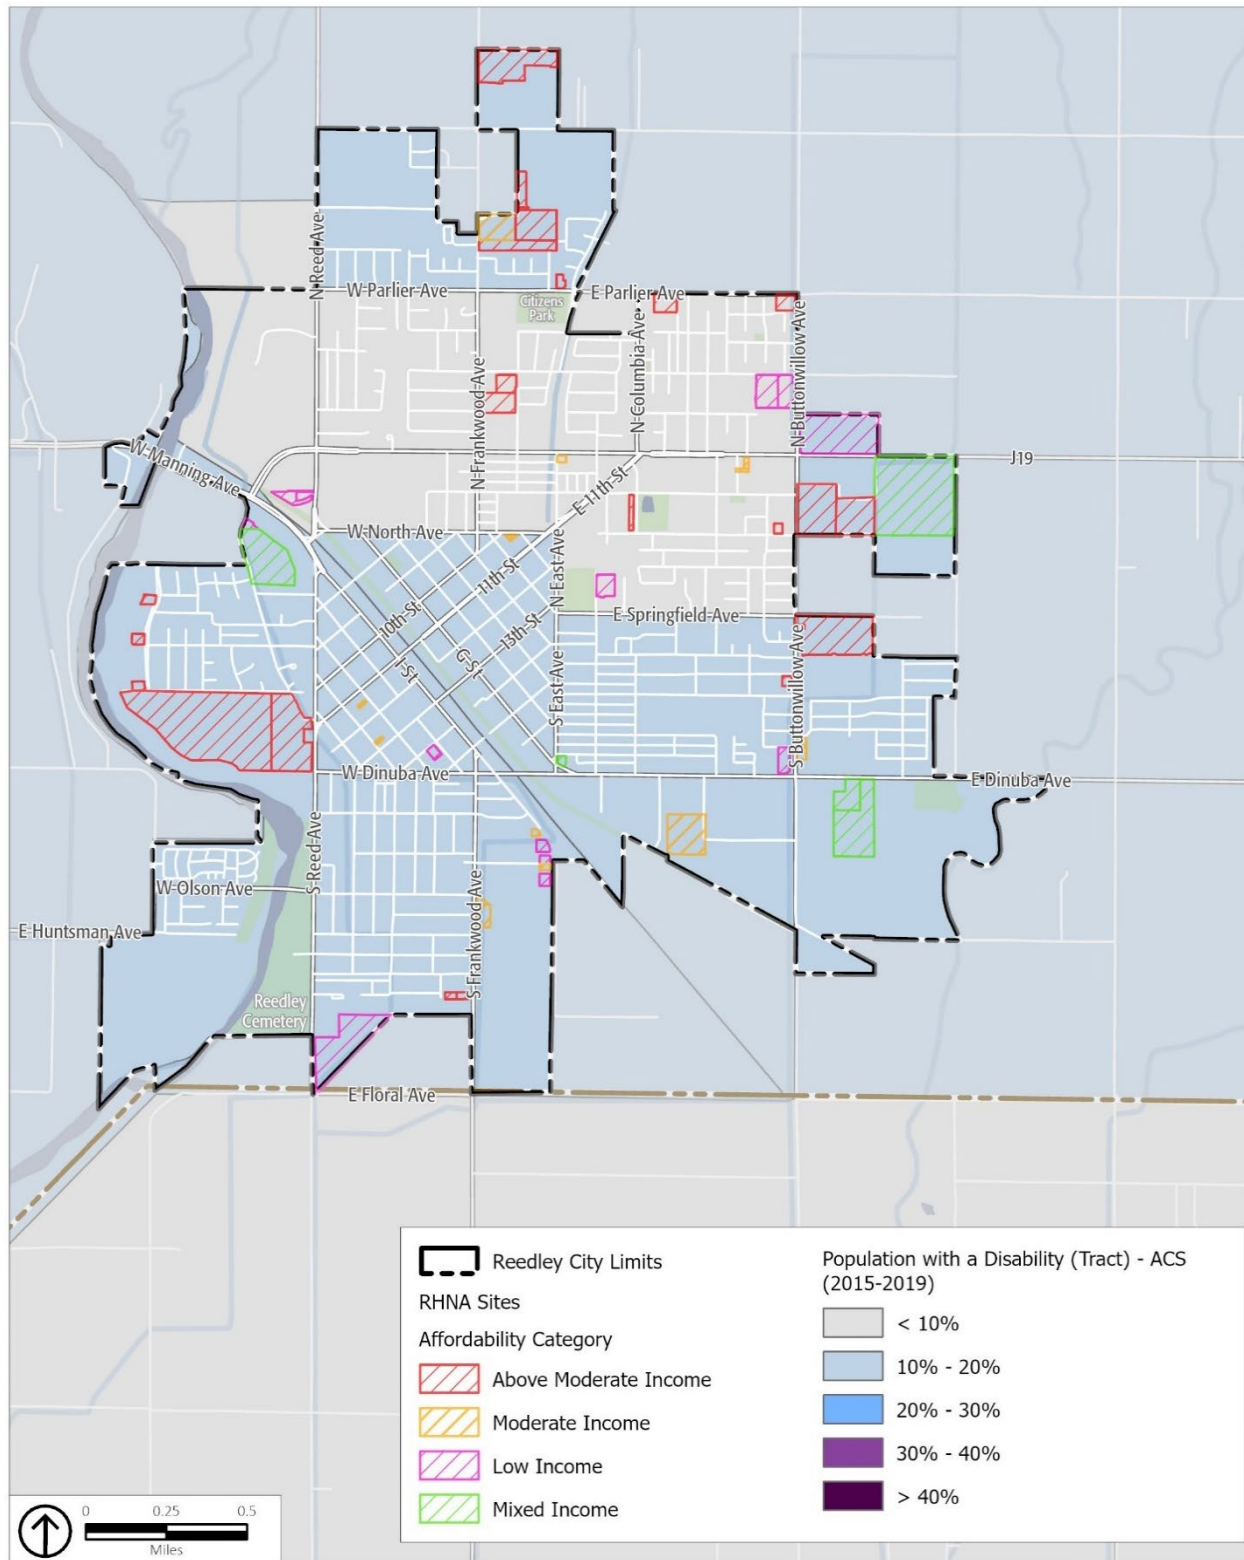 N Reed Ave
W Parlier Ave
E Parlier Ave
Citizens
Park
N Frankwood Ave
N Columbia Ave
N Buttonwillow Ave
W Manning Ave
J19
E 11th St
W North Ave
11th St
10th St
N East Ave
13th St
E Springfield Ave
G St
I St
S East Ave
S Buttonwillow Ave
W Dinuba Ave
E Dinuba Ave
S Reed Ave
W Olson Ave
S Frankwood Ave
E Huntsman Ave
Reedley
Cemetery
E Floral Ave
Reedley City Limits
RHNA Sites
Affordability Category
Above Moderate Income
Moderate Income
Low Income
Mixed Income
Population with a Disability (Tract) - ACS
(2015-2019)
< 10%
10% - 20%
20% - 30%
30% - 40%
> 40%
0 0.25 0.5
Miles